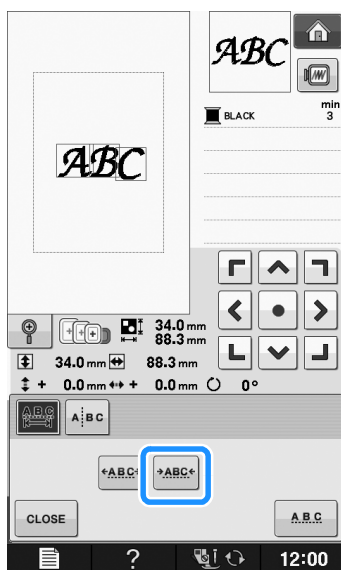 ABC
BLACK
min
3
ABC
34.0 mm
88.3 mm
34.0 mm
88.3 mm
+ 0.0 mm
+ 0.0 mm
0°
ABC
A BC
ABC
ABC
CLOSE
ABC
?
12:00